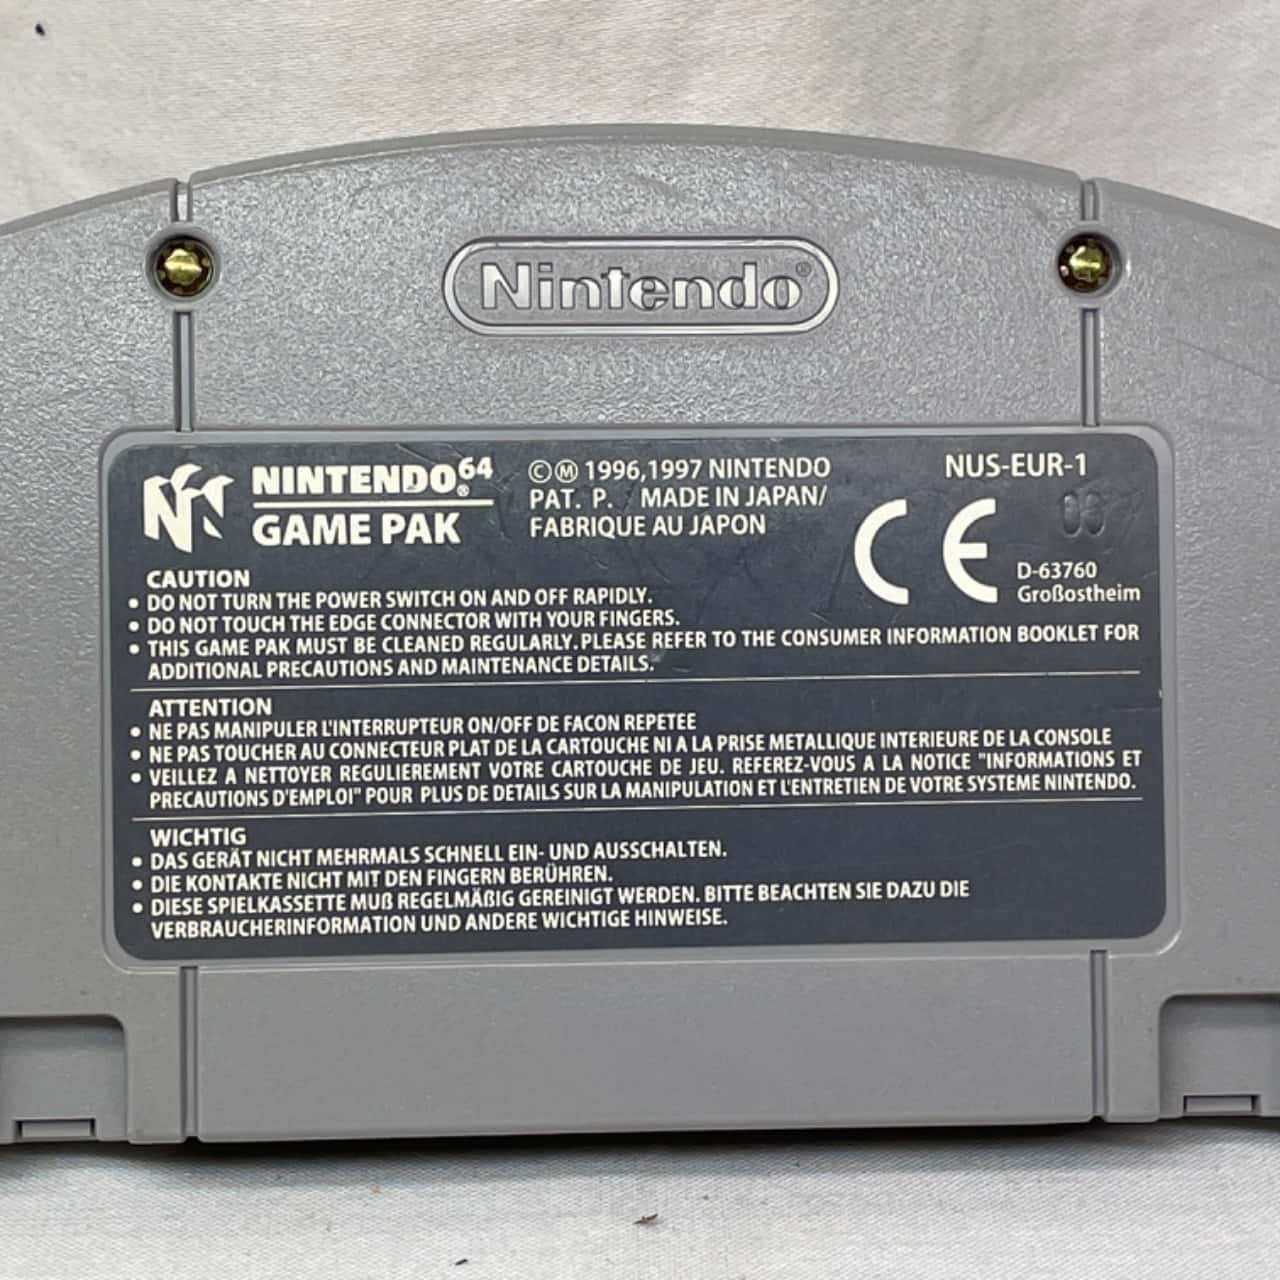 Nintendo®
NINTENDO64®
GAME PAK
©Ⓜ 1996,1997 NINTENDO
PAT. P. MADE IN JAPAN/
FABRIQUE AU JAPON
NUS-EUR-1
CE
D-63760
Großostheim
CAUTION
• DO NOT TURN THE POWER SWITCH ON AND OFF RAPIDLY.
• DO NOT TOUCH THE EDGE CONNECTOR WITH YOUR FINGERS.
• THIS GAME PAK MUST BE CLEANED REGULARLY. PLEASE REFER TO THE CONSUMER INFORMATION BOOKLET FOR
ADDITIONAL PRECAUTIONS AND MAINTENANCE DETAILS.
ATTENTION
• NE PAS MANIPULER L'INTERRUPTEUR ON/OFF DE FACON REPETEE
• NE PAS TOUCHER AU CONNECTEUR PLAT DE LA CARTOUCHE NI A LA PRISE METALLIQUE INTERIEURE DE LA CONSOLE
• VEILLEZ A NETTOYER REGULIEREMENT VOTRE CARTOUCHE DE JEU. REFEREZ-VOUS A LA NOTICE "INFORMATIONS ET
PRECAUTIONS D'EMPLOI" POUR PLUS DE DETAILS SUR LA MANIPULATION ET L'ENTRETIEN DE VOTRE SYSTEME NINTENDO.
WICHTIG
• DAS GERÄT NICHT MEHRMALS SCHNELL EIN- UND AUSSCHALTEN.
• DIE KONTAKTE NICHT MIT DEN FINGERN BERÜHREN.
• DIESE SPIELKASSETTE MUß REGELMÄßIG GEREINIGT WERDEN. BITTE BEACHTEN SIE DAZU DIE
VERBRAUCHERINFORMATION UND ANDERE WICHTIGE HINWEISE.